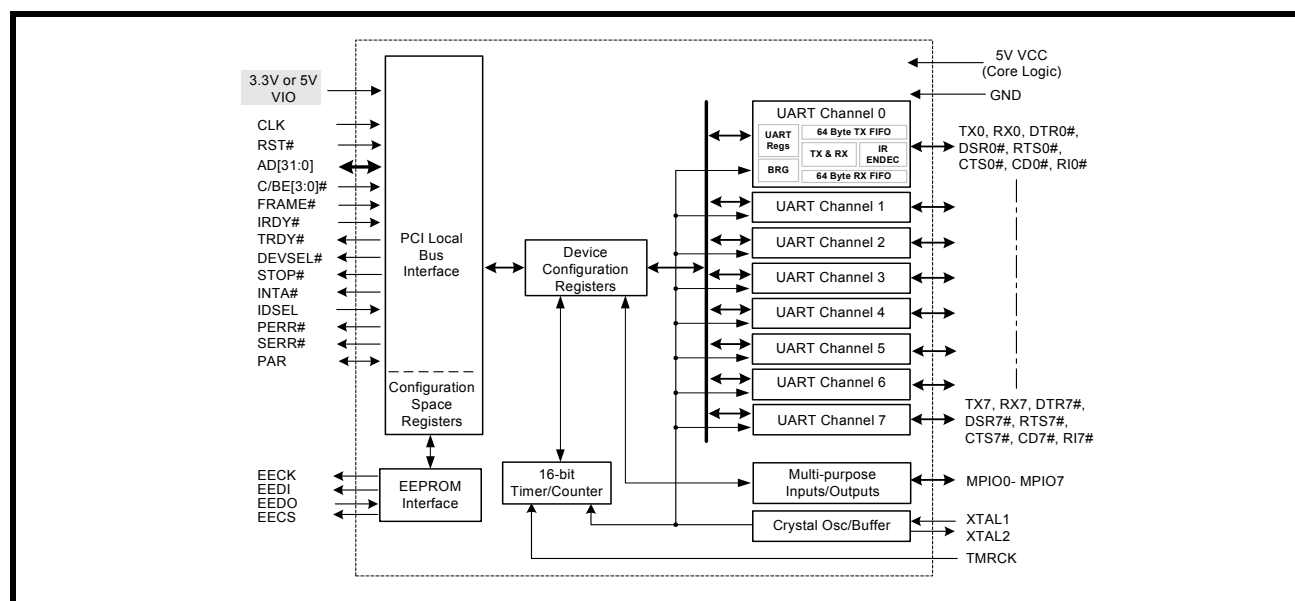 3.3V or 5V
VIO
CLK
RST#
AD[31:0]
C/BE[3:0]#
FRAME#
IRDY#
TRDY#
DEVSEL#
STOP#
INTA#
IDSEL
PERR#
SERR#
PAR
EECK
EEDI
EEDO
EECS
PCI Local
Bus
Interface
Configuration
Space
Registers
EEPROM
Interface
Device
Configuration
Registers
16-bit
Timer/Counter
UART Channel 0
UART
Regs
64 Byte TX FIFO
TX & RX
IR
ENDEC
BRG
64 Byte RX FIFO
UART Channel 1
UART Channel 2
UART Channel 3
UART Channel 4
UART Channel 5
UART Channel 6
UART Channel 7
Multi-purpose
Inputs/Outputs
Crystal Osc/Buffer
5V VCC
(Core Logic)
GND
TX0, RX0, DTR0#,
DSR0#, RTS0#,
CTS0#, CD0#, RI0#
TX7, RX7, DTR7#,
DSR7#, RTS7#,
CTS7#, CD7#, RI7#
MPIO0- MPIO7
XTAL1
XTAL2
TMRCK